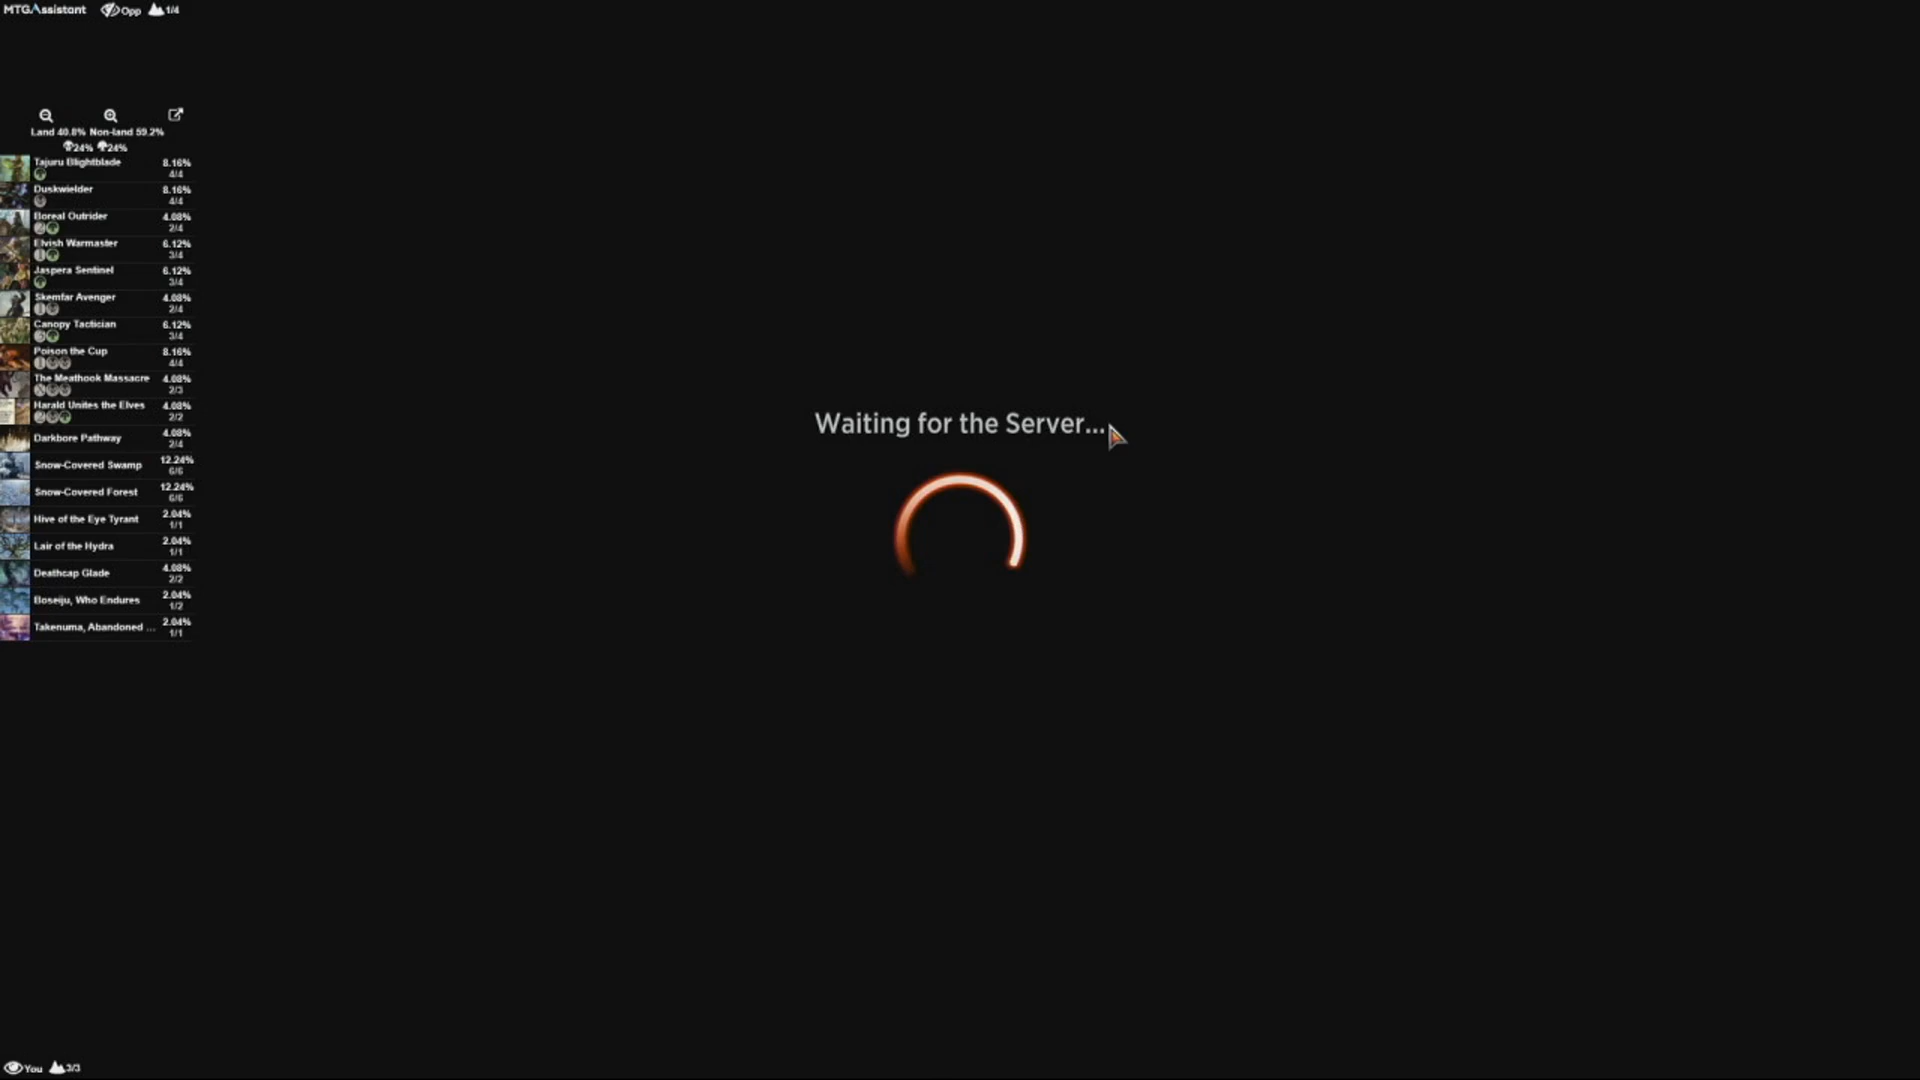 MTGAssistant Opp 1/4
Land 40.8% Non-land 59.2%
24% 24%
Tajuru Blightblade 8.16%
4/4
Duskwielder 8.16%
4/4
Boreal Outrider 4.08%
2/4
Elvish Warmaster 6.12%
3/4
Jaspera Sentinel 6.12%
3/4
Skemfar Avenger 4.08%
2/4
Canopy Tactician 6.12%
3/4
Poison the Cup 8.16%
4/4
The Meathook Massacre 4.08%
2/3
Harald Unites the Elves 4.08%
2/2
Darkbore Pathway 4.08%
2/4
Snow-Covered Swamp 12.24%
6/6
Snow-Covered Forest 12.24%
6/6
Hive of the Eye Tyrant 2.04%
1/1
Lair of the Hydra 2.04%
1/1
Deathcap Glade 4.08%
2/2
Boseiju, Who Endures 2.04%
1/2
Takenuma, Abandoned ... 2.04%
1/1
Waiting for the Server...
You 3/3